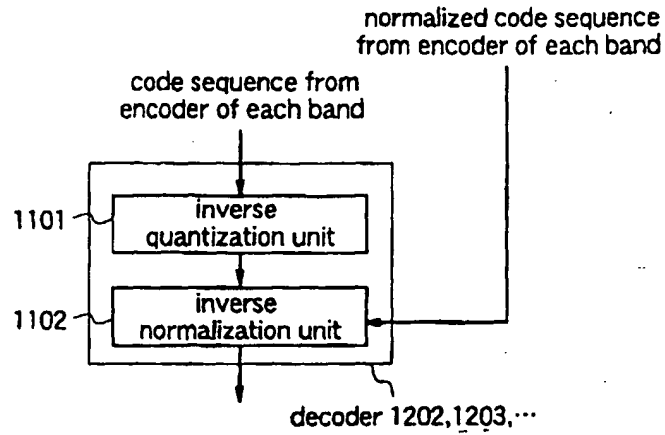 normalized code sequence
from encoder of each band
code sequence from
encoder of each band
1101
inverse
quantization unit
1102
inverse
normalization unit
decoder 1202,1203,···